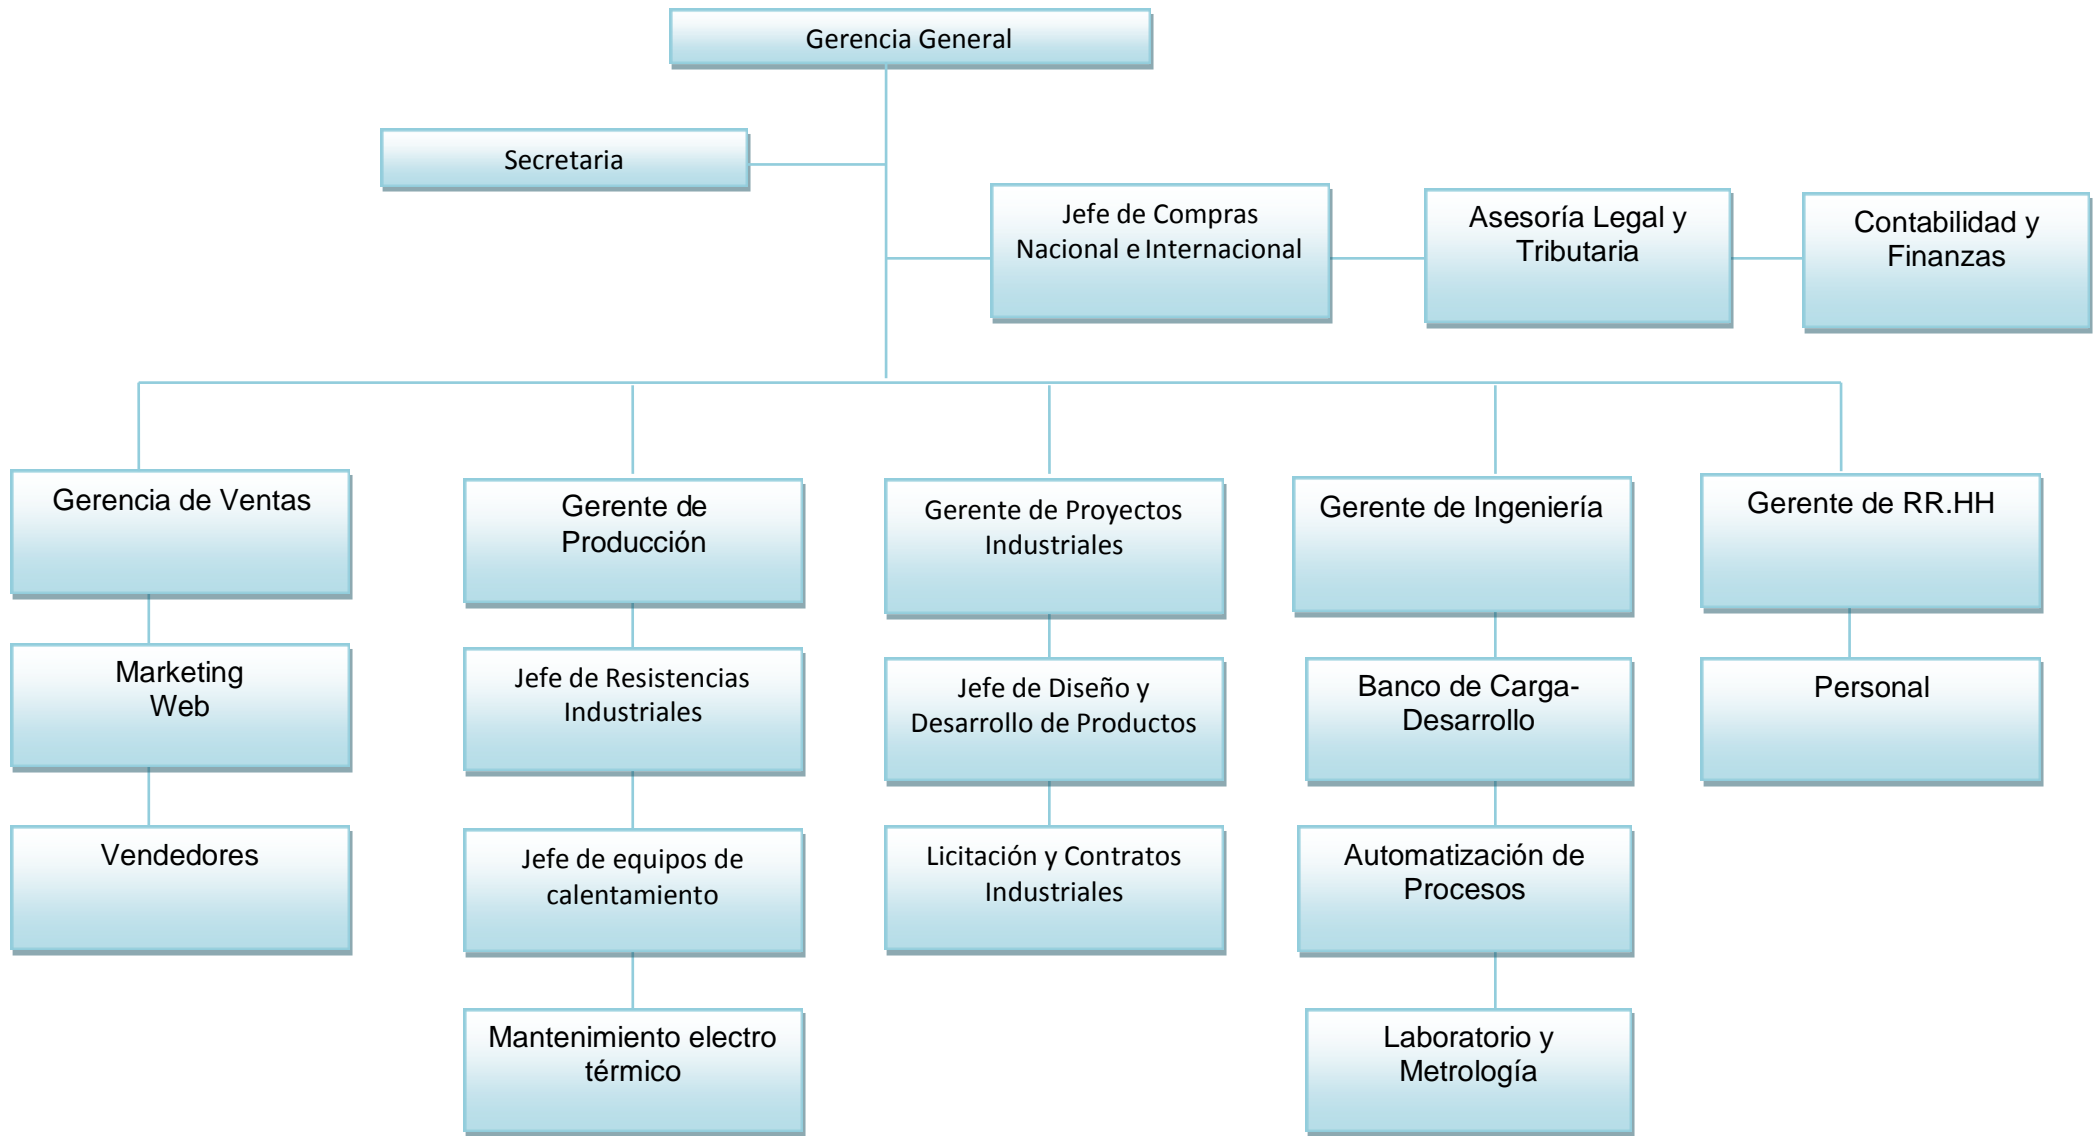 Gerencia General
Secretaria
Jefe de Compras
Nacional e Internacional
Asesoría Legal y
Tributaria
Contabilidad y
Finanzas
Gerencia de Ventas
Gerente de
Producción
Gerente de Proyectos
Industriales
Gerente de Ingeniería
Gerente de RR.HH
Marketing
Web
Jefe de Resistencias
Industriales
Jefe de Diseño y
Desarrollo de Productos
Banco de Carga-
Desarrollo
Personal
Vendedores
Jefe de equipos de
calentamiento
Licitación y Contratos
Industriales
Automatización de
Procesos
Mantenimiento electro
térmico
Laboratorio y
Metrología